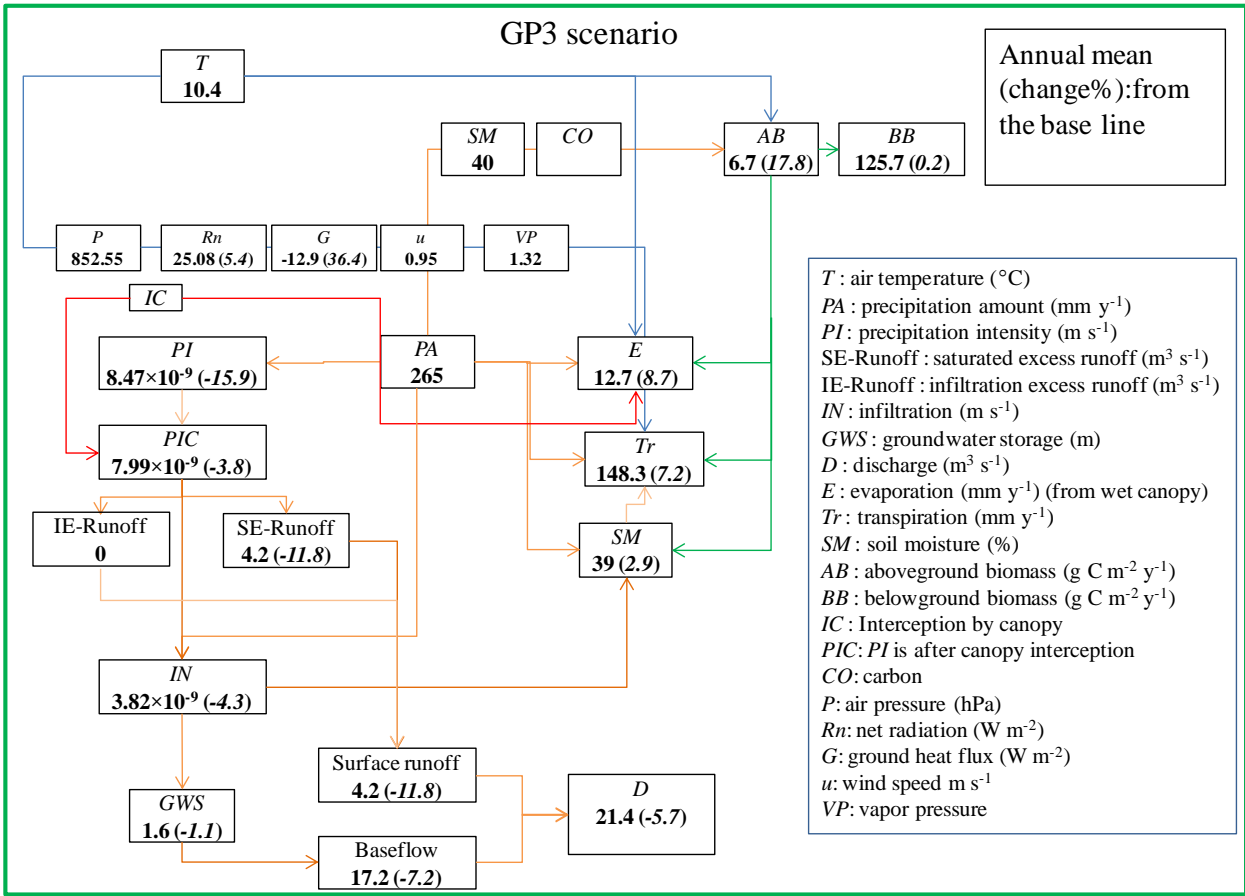 GP3 scenario
Annual mean
(change%):from
the base line
T
10.4
SM
40
CO
AB
6.7 (17.8)
BB
125.7 (0.2)
P
852.55
Rn
25.08 (5.4)
G
-12.9 (36.4)
u
0.95
VP
1.32
IC
PI
8.47×10⁻⁹ (-15.9)
PA
265
E
12.7 (8.7)
PIC
7.99×10⁻⁹ (-3.8)
Tr
148.3 (7.2)
IE-Runoff
0
SE-Runoff
4.2 (-11.8)
SM
39 (2.9)
IN
3.82×10⁻⁹ (-4.3)
Surface runoff
4.2 (-11.8)
GWS
1.6 (-1.1)
D
21.4 (-5.7)
Baseflow
17.2 (-7.2)
T : air temperature (°C)
PA : precipitation amount (mm y⁻¹)
PI : precipitation intensity (m s⁻¹)
SE-Runoff : saturated excess runoff (m³ s⁻¹)
IE-Runoff : infiltration excess runoff (m³ s⁻¹)
IN : infiltration (m s⁻¹)
GWS : groundwater storage (m)
D : discharge (m³ s⁻¹)
E : evaporation (mm y⁻¹) (from wet canopy)
Tr : transpiration (mm y⁻¹)
SM : soil moisture (%)
AB : aboveground biomass (g C m⁻² y⁻¹)
BB : belowground biomass (g C m⁻² y⁻¹)
IC : Interception by canopy
PIC: PI is after canopy interception
CO: carbon
P: air pressure (hPa)
Rn: net radiation (W m⁻²)
G: ground heat flux (W m⁻²)
u: wind speed m s⁻¹
VP: vapor pressure